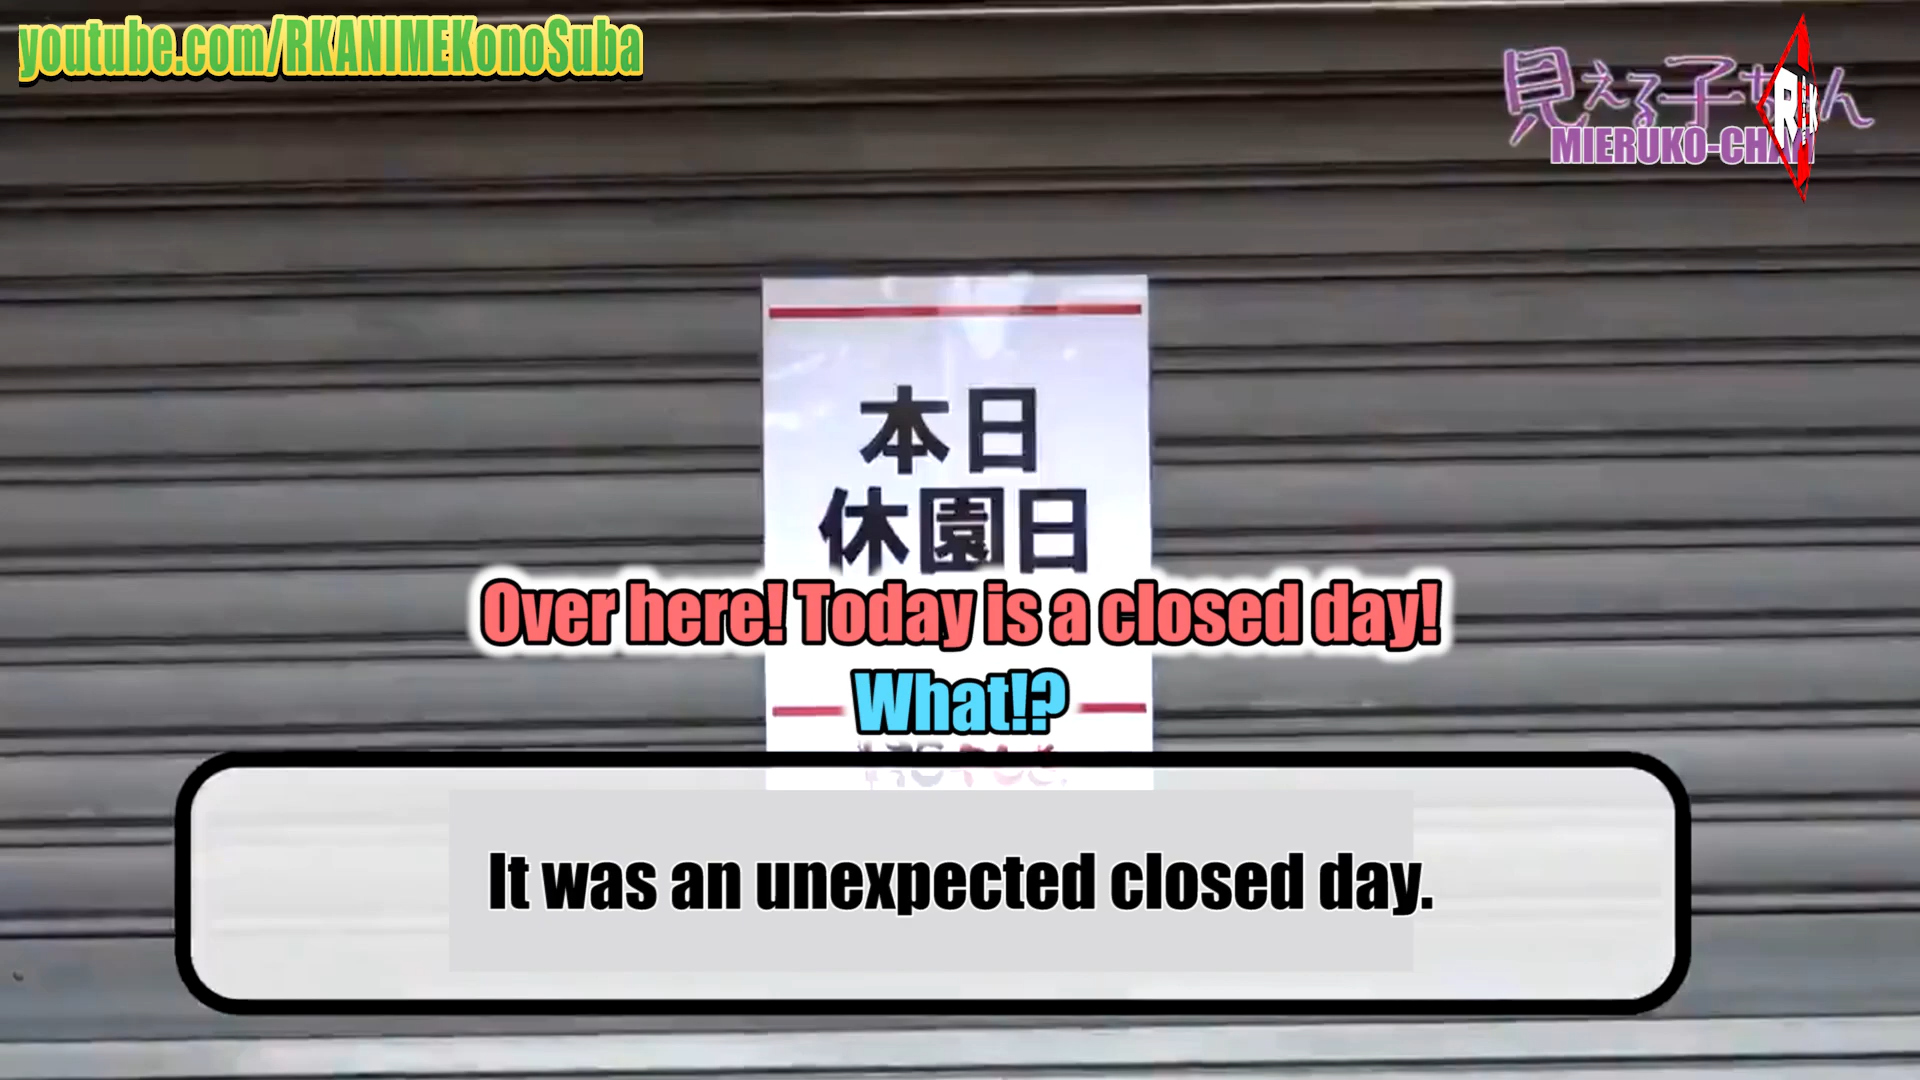 youtube.com/RKANIMEKonoSuba
見える子ちゃん
MIERUKO-CHAN
本日
休園日
Over here! Today is a closed day!
What!?
It was an unexpected closed day.